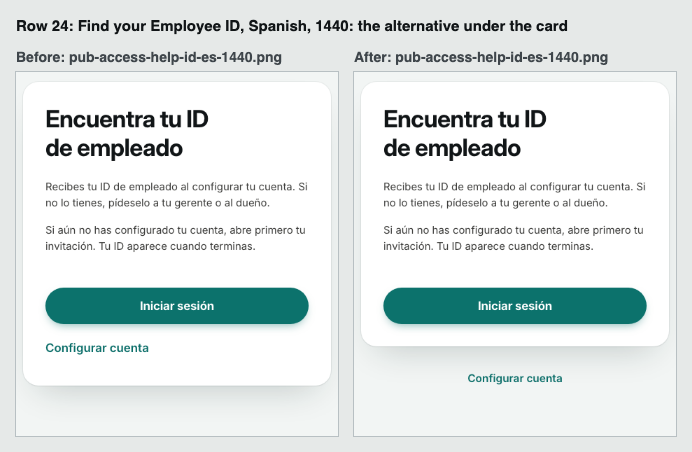 Row 24: Find your Employee ID, Spanish, 1440: the alternative under the card
Before: pub-access-help-id-es-1440.png
Encuentra tu ID
de empleado
Recibes tu ID de empleado al configurar tu cuenta. Si
no lo tienes, pídeselo a tu gerente o al dueño.
Si aún no has configurado tu cuenta, abre primero tu
invitación. Tu ID aparece cuando terminas.
Iniciar sesión
Configurar cuenta
After: pub-access-help-id-es-1440.png
Encuentra tu ID
de empleado
Recibes tu ID de empleado al configurar tu cuenta. Si
no lo tienes, pídeselo a tu gerente o al dueño.
Si aún no has configurado tu cuenta, abre primero tu
invitación. Tu ID aparece cuando terminas.
Iniciar sesión
Configurar cuenta